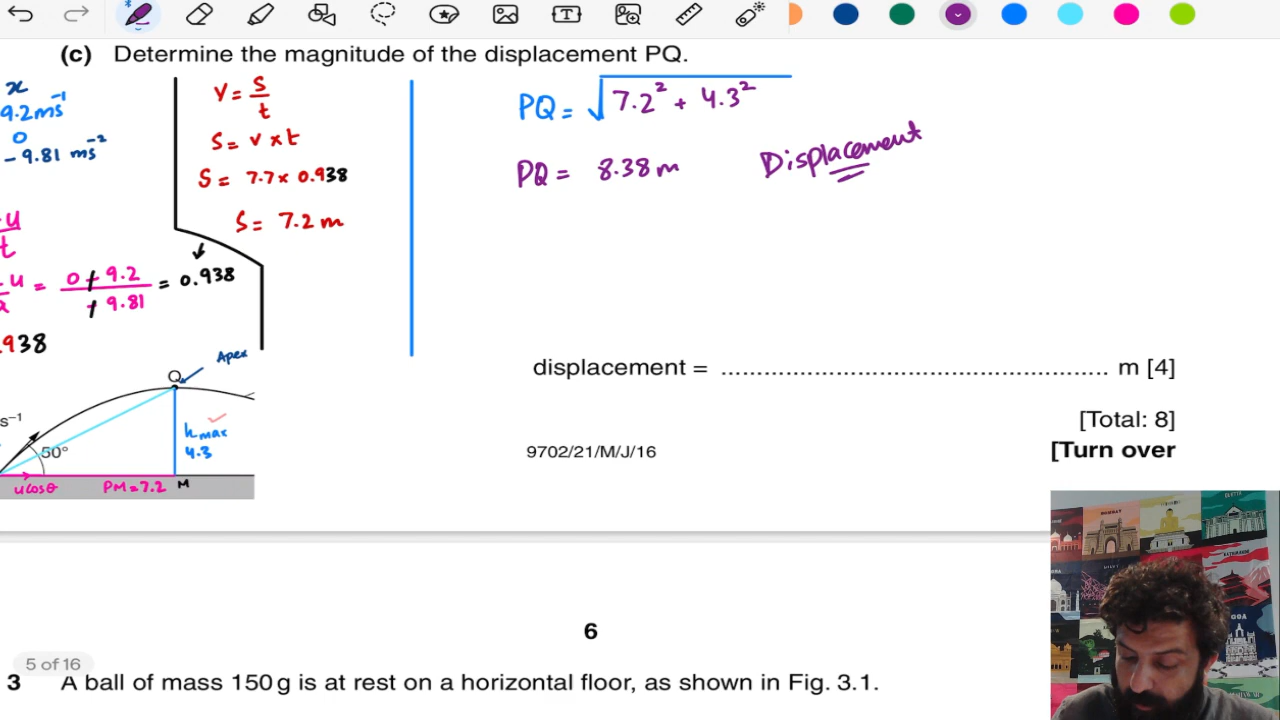 (c) Determine the magnitude of the displacement PQ.
x
9.2 ms⁻¹
0
- 9.81 ms⁻²
V = s/t
S = v x t
S = 7.7 x 0.938
S = 7.2 m
PQ = √7.2² + 4.3²
PQ = 8.38 m
Displacement
-u
t
u = 0 - 9.2 / - 9.81 = 0.938
938
Apex
Q
s⁻¹
50°
hmax
4.3
ucosθ
PM = 7.2
M
displacement = ...................................................... m [4]
[Total: 8]
9702/21/M/J/16
[Turn over
6
5 of 16
3 A ball of mass 150 g is at rest on a horizontal floor, as shown in Fig. 3.1.
GOA